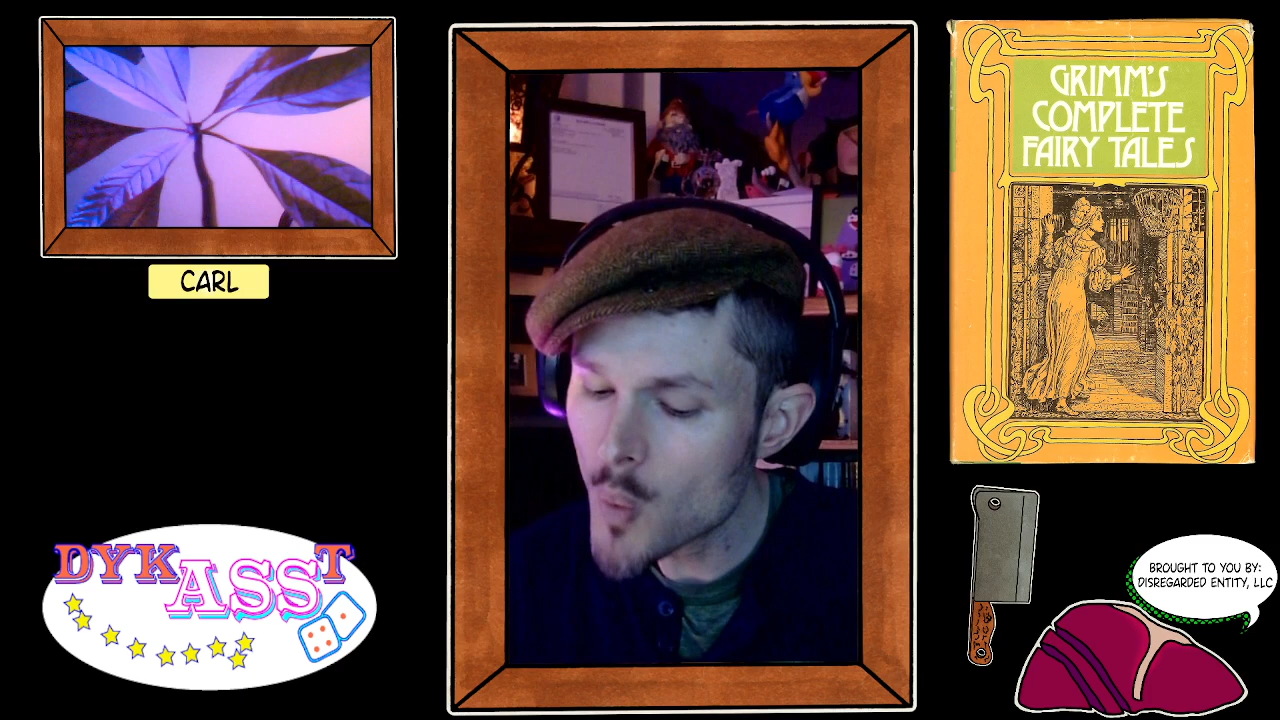 CARL
DYKASST
GRIMM'S
COMPLETE
FAIRY TALES
BROUGHT TO YOU BY:
DISREGARDED ENTITY, LLC